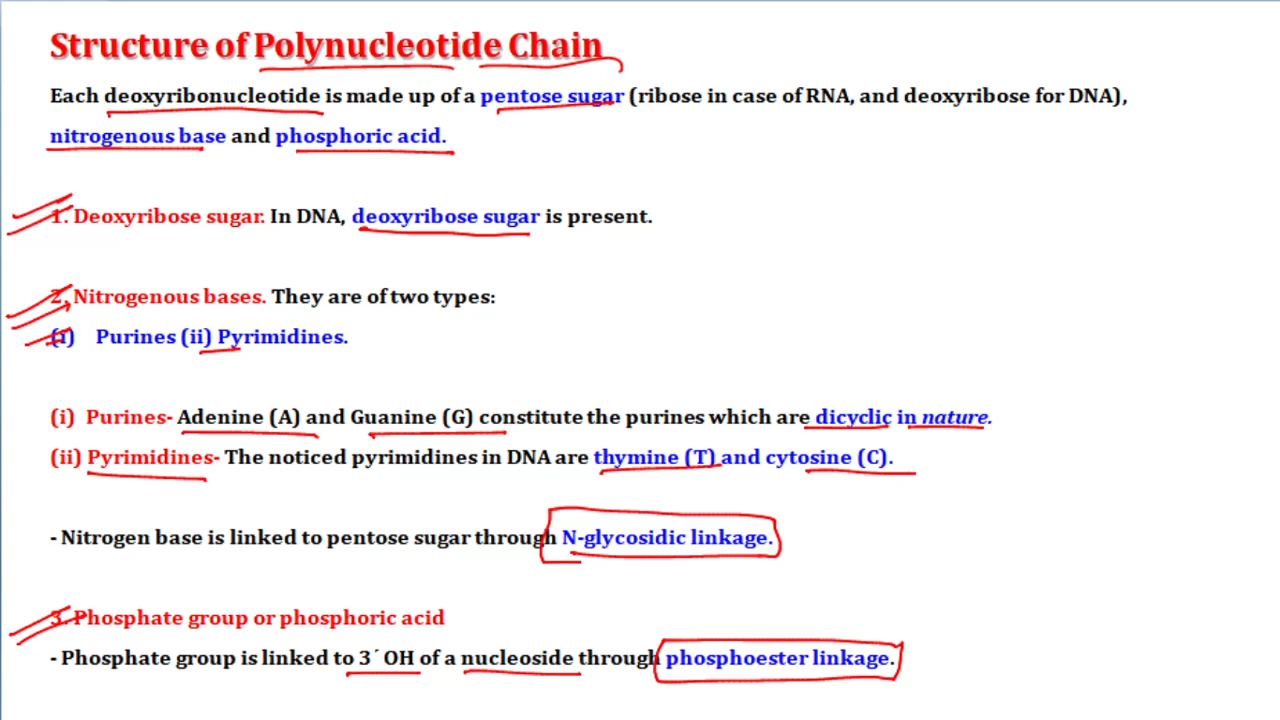 Structure of Polynucleotide Chain
Each deoxyribonucleotide is made up of a pentose sugar (ribose in case of RNA, and deoxyribose for DNA),
nitrogenous base and phosphoric acid.
1. Deoxyribose sugar. In DNA, deoxyribose sugar is present.
2. Nitrogenous bases. They are of two types:
(i) Purines (ii) Pyrimidines.
(i) Purines- Adenine (A) and Guanine (G) constitute the purines which are dicyclic in nature.
(ii) Pyrimidines- The noticed pyrimidines in DNA are thymine (T) and cytosine (C).
- Nitrogen base is linked to pentose sugar through N-glycosidic linkage.
3. Phosphate group or phosphoric acid
- Phosphate group is linked to 3´ OH of a nucleoside through phosphoester linkage.